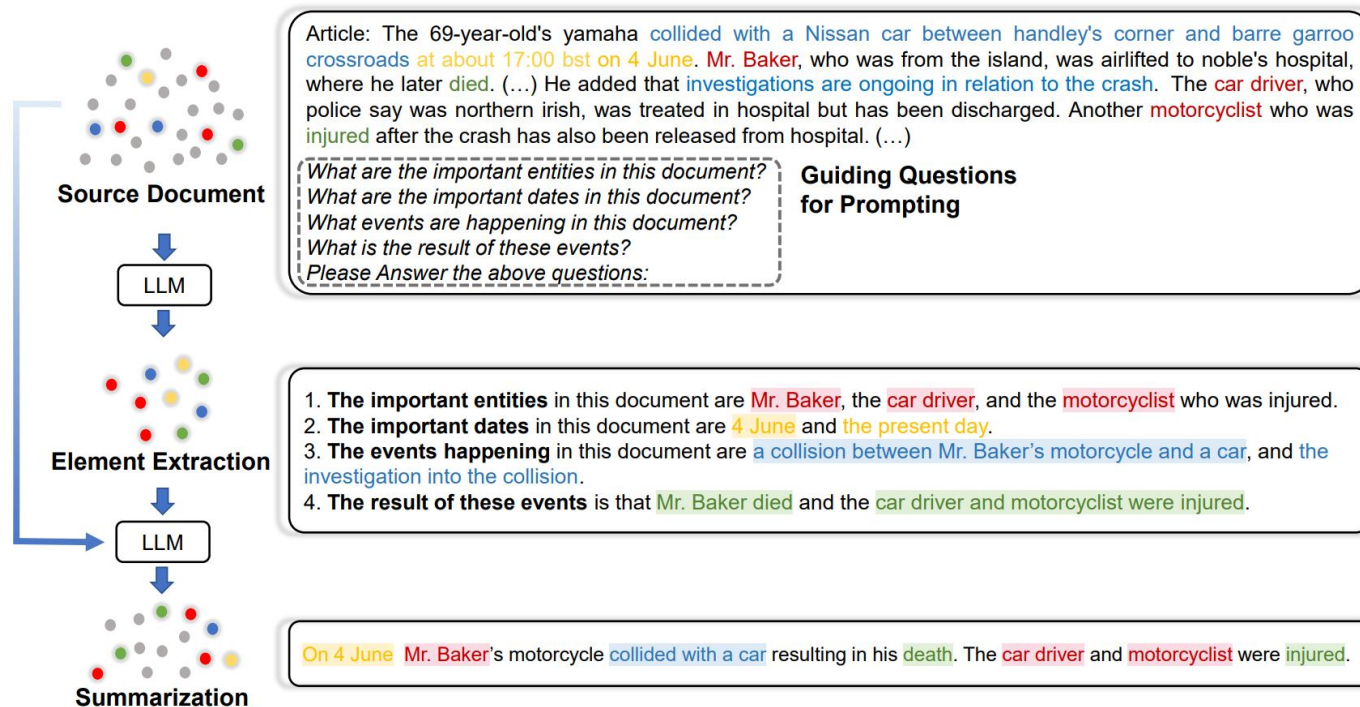 Article: The 69-year-old's yamaha collided with a Nissan car between handley's corner and barre garroo
crossroads at about 17:00 bst on 4 June. Mr. Baker, who was from the island, was airlifted to noble's hospital,
where he later died. (…) He added that investigations are ongoing in relation to the crash. The car driver, who
police say was northern irish, was treated in hospital but has been discharged. Another motorcyclist who was
injured after the crash has also been released from hospital. (…)
What are the important entities in this document?
What are the important dates in this document?
What events are happening in this document?
What is the result of these events?
Please Answer the above questions:
Guiding Questions
for Prompting
Source Document
LLM
Element Extraction
1. The important entities in this document are Mr. Baker, the car driver, and the motorcyclist who was injured.
2. The important dates in this document are 4 June and the present day.
3. The events happening in this document are a collision between Mr. Baker’s motorcycle and a car, and the
investigation into the collision.
4. The result of these events is that Mr. Baker died and the car driver and motorcyclist were injured.
LLM
Summarization
On 4 June Mr. Baker’s motorcycle collided with a car resulting in his death. The car driver and motorcyclist were injured.